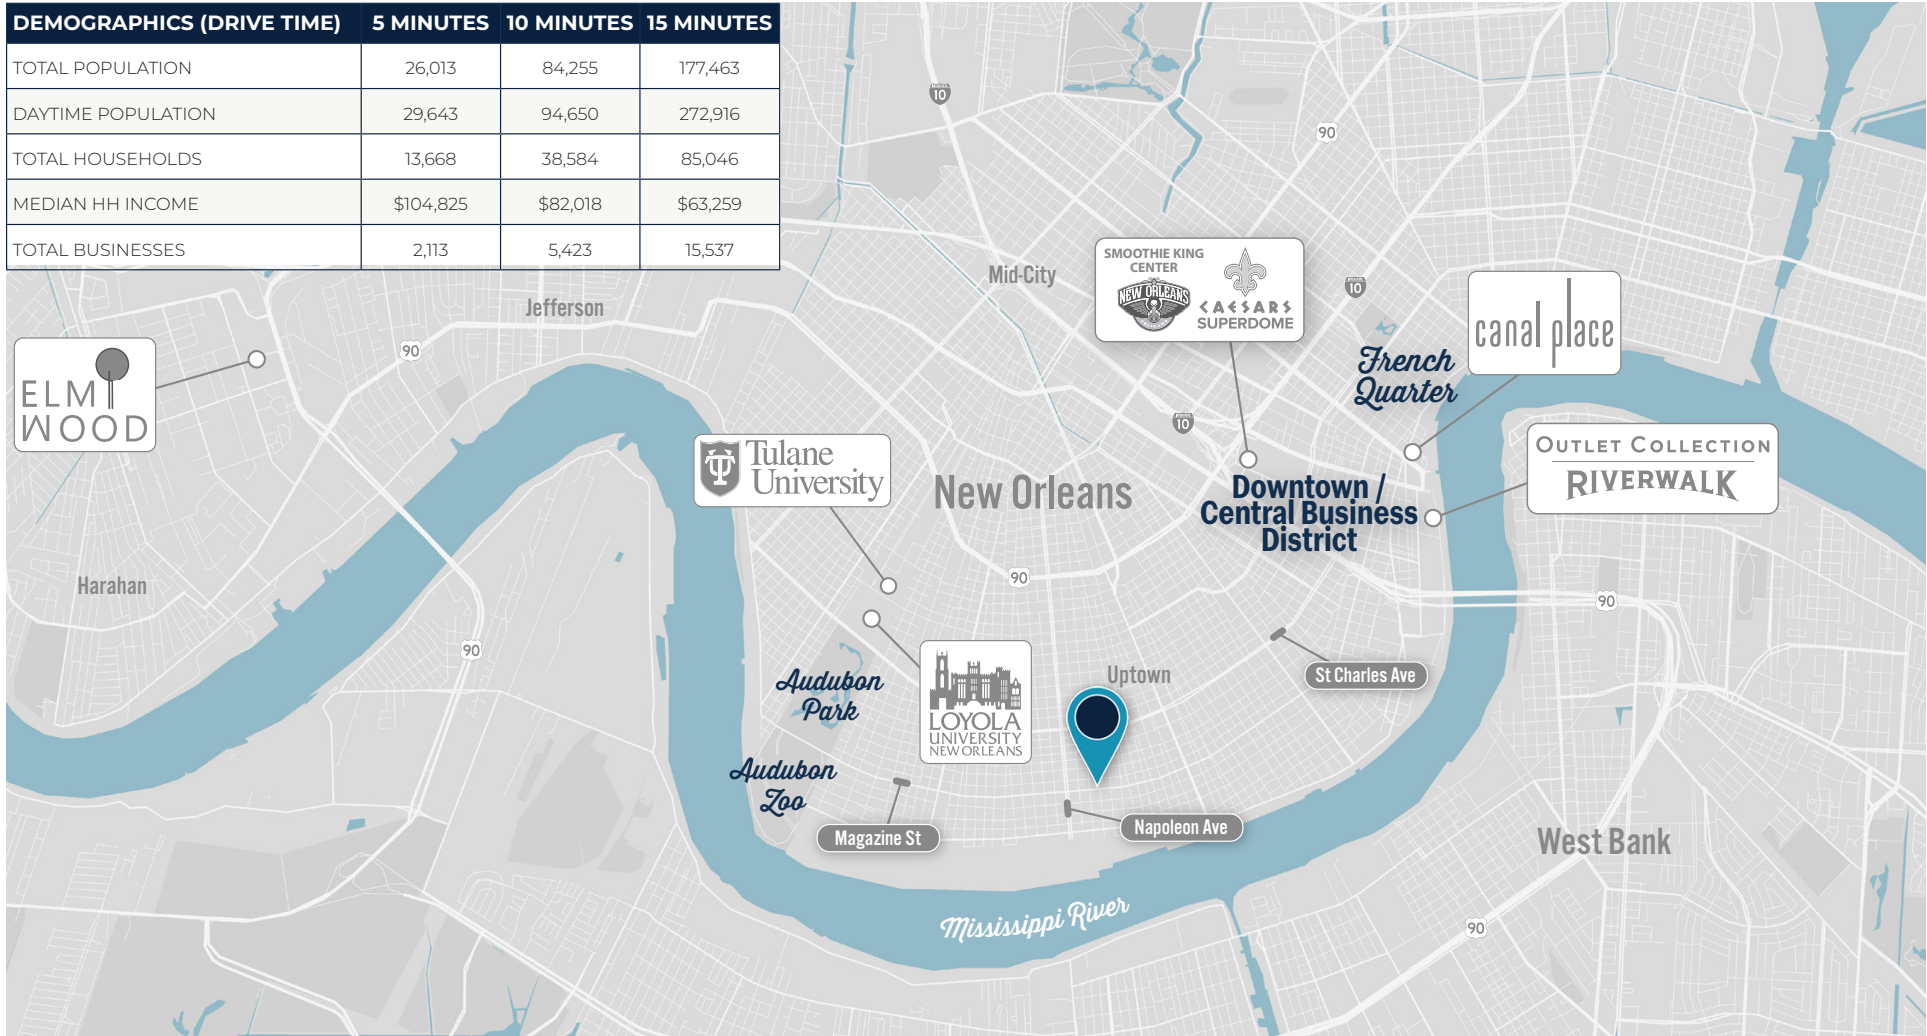 DEMOGRAPHICS (DRIVE TIME) 5 MINUTES 10 MINUTES 15 MINUTES
TOTAL POPULATION 26,013 84,255 177,463
DAYTIME POPULATION 29,643 94,650 272,916
TOTAL HOUSEHOLDS 13,668 38,584 85,046
MEDIAN HH INCOME $104,825 $82,018 $63,259
TOTAL BUSINESSES 2,113 5,423 15,537
10
90
Mid-City
SMOOTHIE KING
CENTER
NEW ORLEANS
PELICANS
CAESARS
SUPERDOME
10
canal place
Jefferson
90
French
Quarter
ELM
WOOD
10
Tulane
University
New Orleans
OUTLET COLLECTION
RIVERWALK
Downtown /
Central Business
District
Harahan
90
90
90
Audubon
Park
LOYOLA
UNIVERSITY
NEW ORLEANS
Uptown
St Charles Ave
Audubon
Zoo
Magazine St
Napoleon Ave
West Bank
Mississippi River
90